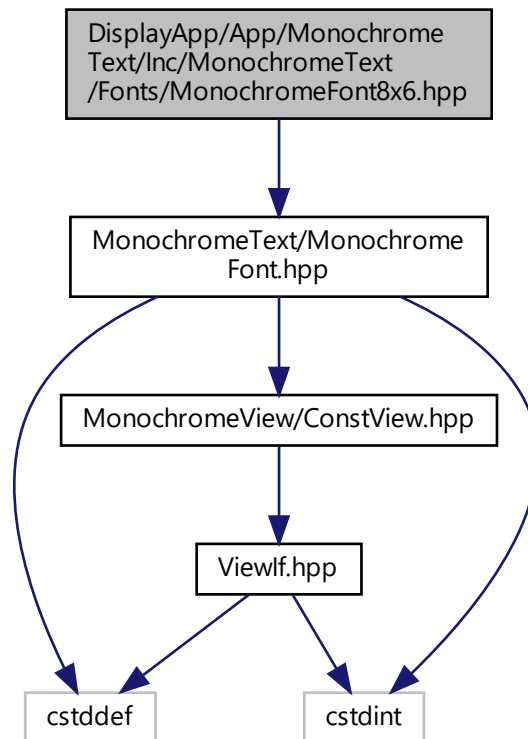 DisplayApp/App/Monochrome
Text/Inc/MonochromeText
/Fonts/MonochromeFont8x6.hpp
MonochromeText/Monochrome
Font.hpp
MonochromeView/ConstView.hpp
ViewIf.hpp
cstddef
cstdint